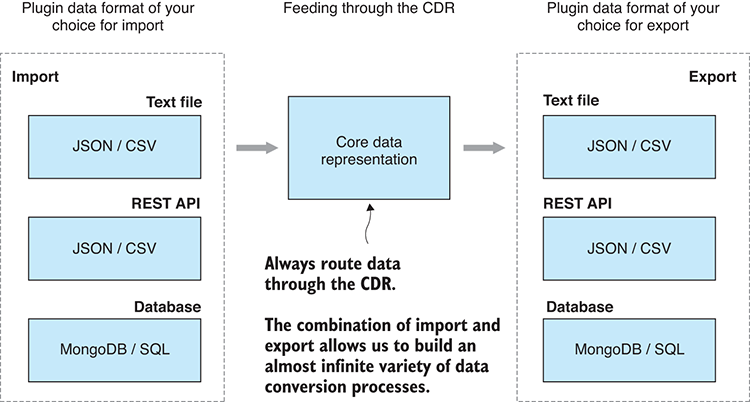 Plugin data format of your
choice for import
Feeding through the CDR
Plugin data format of your
choice for export
Import
Text file
JSON / CSV
REST API
JSON / CSV
Database
MongoDB / SQL
Core data
representation
Always route data
through the CDR.
The combination of import and
export allows us to build an
almost infinite variety of data
conversion processes.
Export
Text file
JSON / CSV
REST API
JSON / CSV
Database
MongoDB / SQL